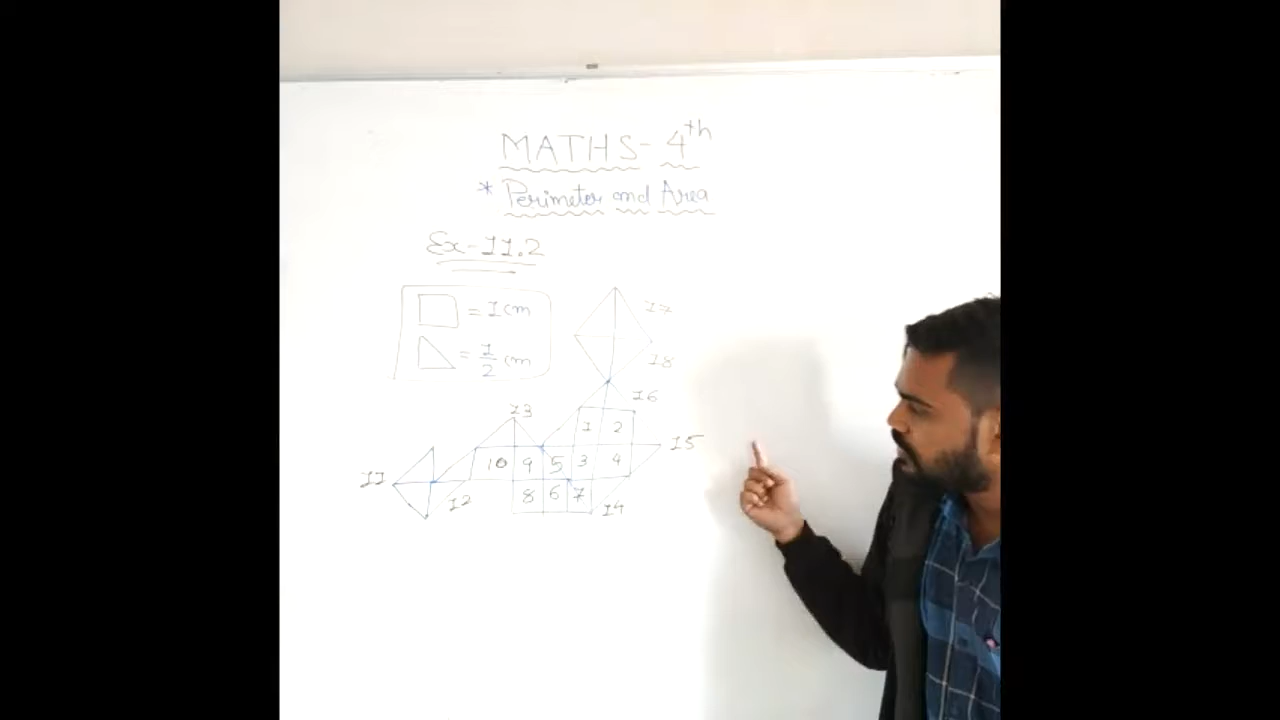 MATHS- 4th
* Perimeter and Area
Ex-11.2
= 1 cm
= 1/2 cm
17
18
16
13
1 2
15
10 9 5 3 4
11
12
8 6 7
14